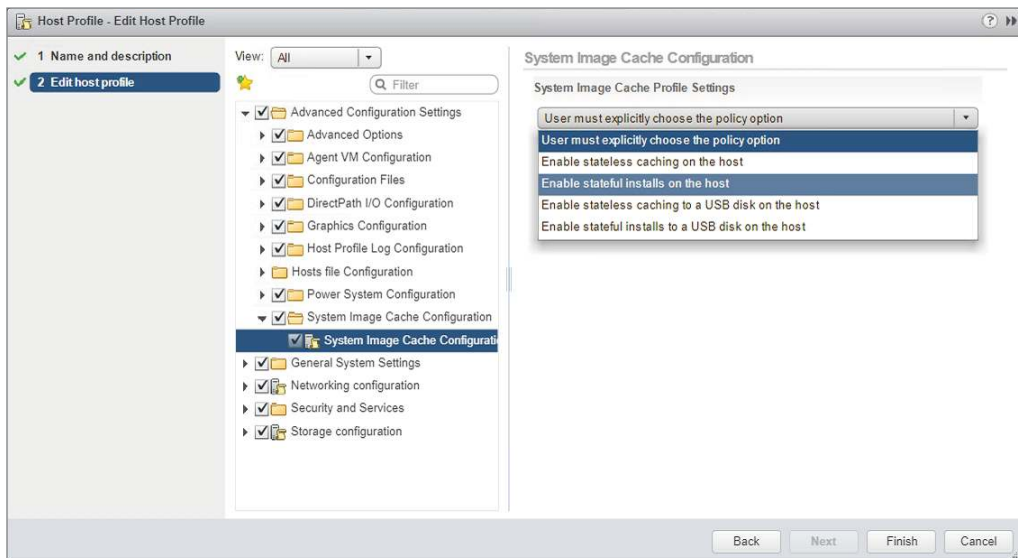 Host Profile - Edit Host Profile
?
1 Name and description
2 Edit host profile
View: All
Filter
Advanced Configuration Settings
Advanced Options
Agent VM Configuration
Configuration Files
DirectPath I/O Configuration
Graphics Configuration
Host Profile Log Configuration
Hosts file Configuration
Power System Configuration
System Image Cache Configuration
System Image Cache Configurati
General System Settings
Networking configuration
Security and Services
Storage configuration
System Image Cache Configuration
System Image Cache Profile Settings
User must explicitly choose the policy option
User must explicitly choose the policy option
Enable stateless caching on the host
Enable stateful installs on the host
Enable stateless caching to a USB disk on the host
Enable stateful installs to a USB disk on the host
Back
Next
Finish
Cancel